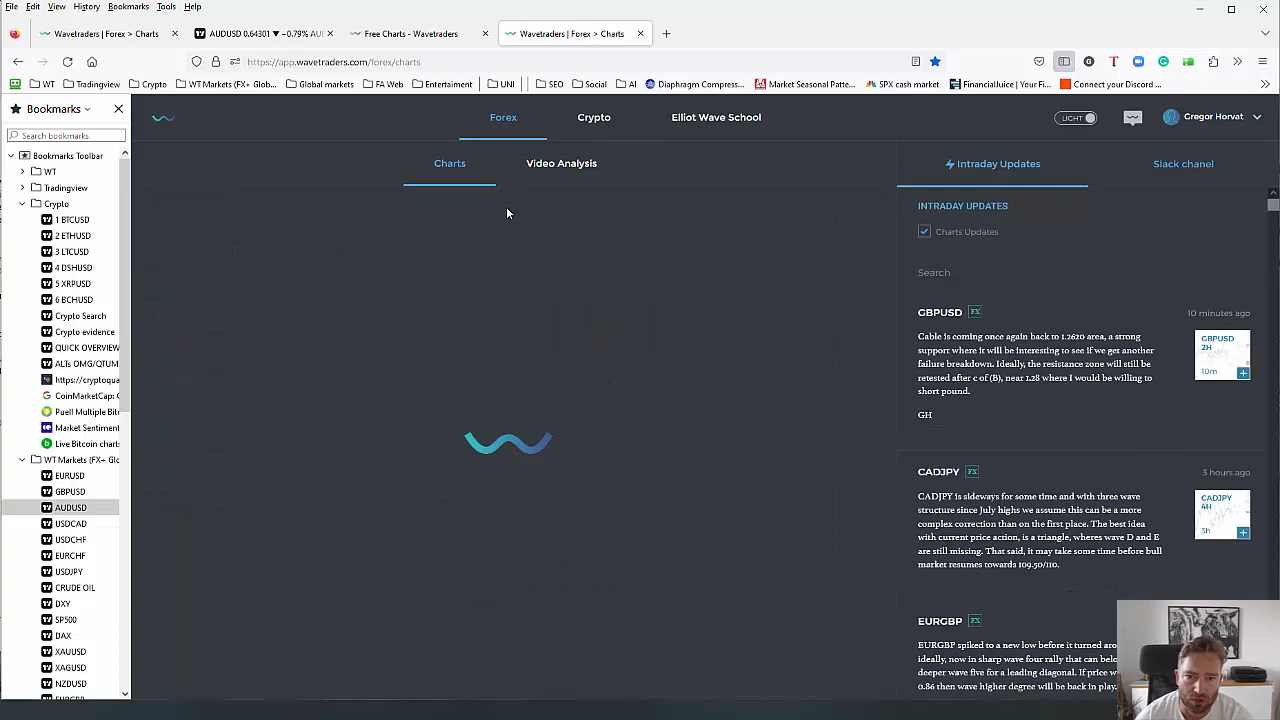 File Edit View History Bookmarks Tools Help
Wavetraders | Forex > Charts
AUDUSD 0.64301 ▼ −0.79% AU
Free Charts - Wavetraders
Wavetraders | Forex > Charts
https://app.wavetraders.com/forex/charts
WT Tradingview Crypto WT Markets (FX+ Glob... Global markets FA Web Entertaiment UNI SEO Social AI Diaphragm Compress... Market Seasonal Patte... SPX cash market FinancialJuice | Your Fi... Connect your Discord ...
Bookmarks
Search bookmarks
Bookmarks Toolbar
WT
Tradingview
Crypto
1 BTCUSD
2 ETHUSD
3 LTCUSD
4 DSHUSD
5 XRPUSD
6 BCHUSD
Crypto Search
Crypto evidence
QUICK OVERVIEW
ALTs OMG/QTUM
https://cryptoqua
CoinMarketCap: C
Puell Multiple Bit
Market Sentiment
Live Bitcoin charts
WT Markets (FX+ Glo
EURUSD
GBPUSD
AUDUSD
USDCAD
USDCHF
EURCHF
USDJPY
CRUDE OIL
DXY
SP500
DAX
XAUUSD
XAGUSD
NZDUSD
Forex Crypto Elliot Wave School
LIGHT
Gregor Horvat
Charts Video Analysis
Intraday Updates Slack chanel
INTRADAY UPDATES
Charts Updates
Search
GBPUSD FX 10 minutes ago
Cable is coming once again back to 1.2620 area, a strong
support where it will be interesting to see if we get another
failure breakdown. Ideally, the resistance zone will still be
retested after c of (B), near 1.28 where I would be willing to
short pound.
GH
GBPUSD
2H
10m
CADJPY FX 3 hours ago
CADJPY is sideways for some time and with three wave
structure since July highs we assume this can be a more
complex correction than on the first place. The best idea
with current price action, is a triangle, wheres wave D and E
are still missing. That said, it may take some time before bull
market resumes towards 109.50/110.
CADJPY
4H
3h
EURGBP FX
EURGBP spiked to a new low before it turned aro
ideally, now in sharp wave four rally that can belo
deeper wave five for a leading diagonal. If price w
0.86 then wave higher degree will be back in play.